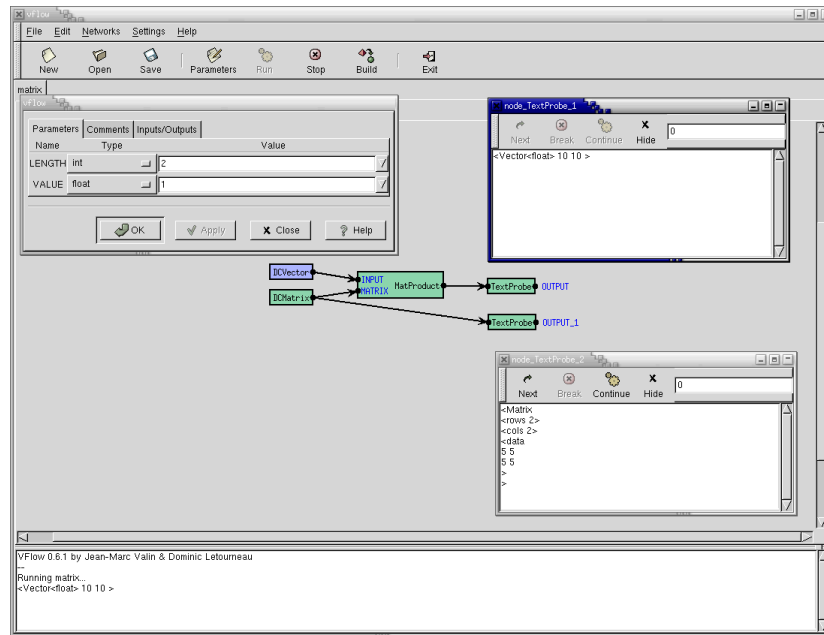 VFlow
File Edit Networks Settings Help
New Open Save Parameters Run Stop Build Exit
matrix
vflow
Parameters Comments Inputs/Outputs
Name Type Value
LENGTH int 2
VALUE float 1
OK Apply Close Help
node_TextProbe_1
Next Break Continue Hide 0
<Vector<float> 10 10 >
DCVector
DCMatrix
INPUT
MATRIX
MatProduct
TextProbe OUTPUT
TextProbe OUTPUT_1
node_TextProbe_2
Next Break Continue Hide 0
<Matrix
<rows 2>
<cols 2>
<data
5 5
5 5
>
>
VFlow 0.6.1 by Jean-Marc Valin & Dominic Letourneau
--
Running matrix...
<Vector<float> 10 10 >